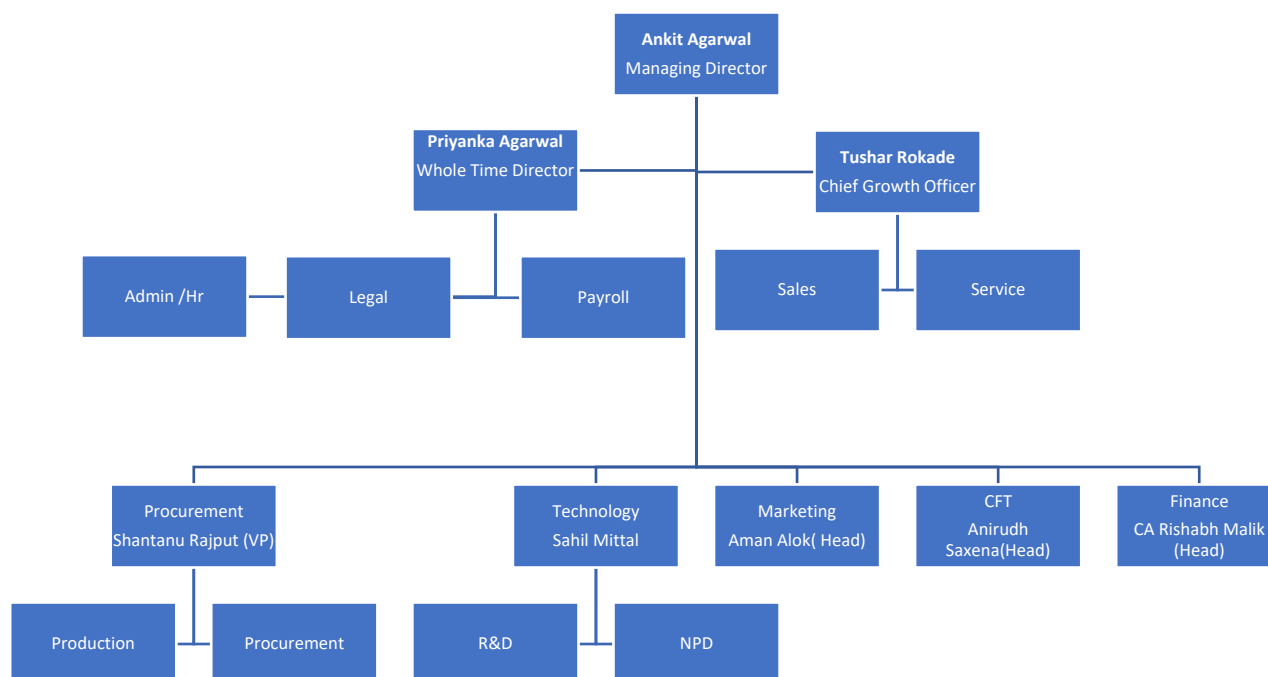 Ankit Agarwal
Managing Director
Priyanka Agarwal
Whole Time Director
Tushar Rokade
Chief Growth Officer
Admin /Hr
Legal
Payroll
Sales
Service
Procurement
Shantanu Rajput (VP)
Technology
Sahil Mittal
Marketing
Aman Alok( Head)
CFT
Anirudh
Saxena(Head)
Finance
CA Rishabh Malik
(Head)
Production
Procurement
R&D
NPD